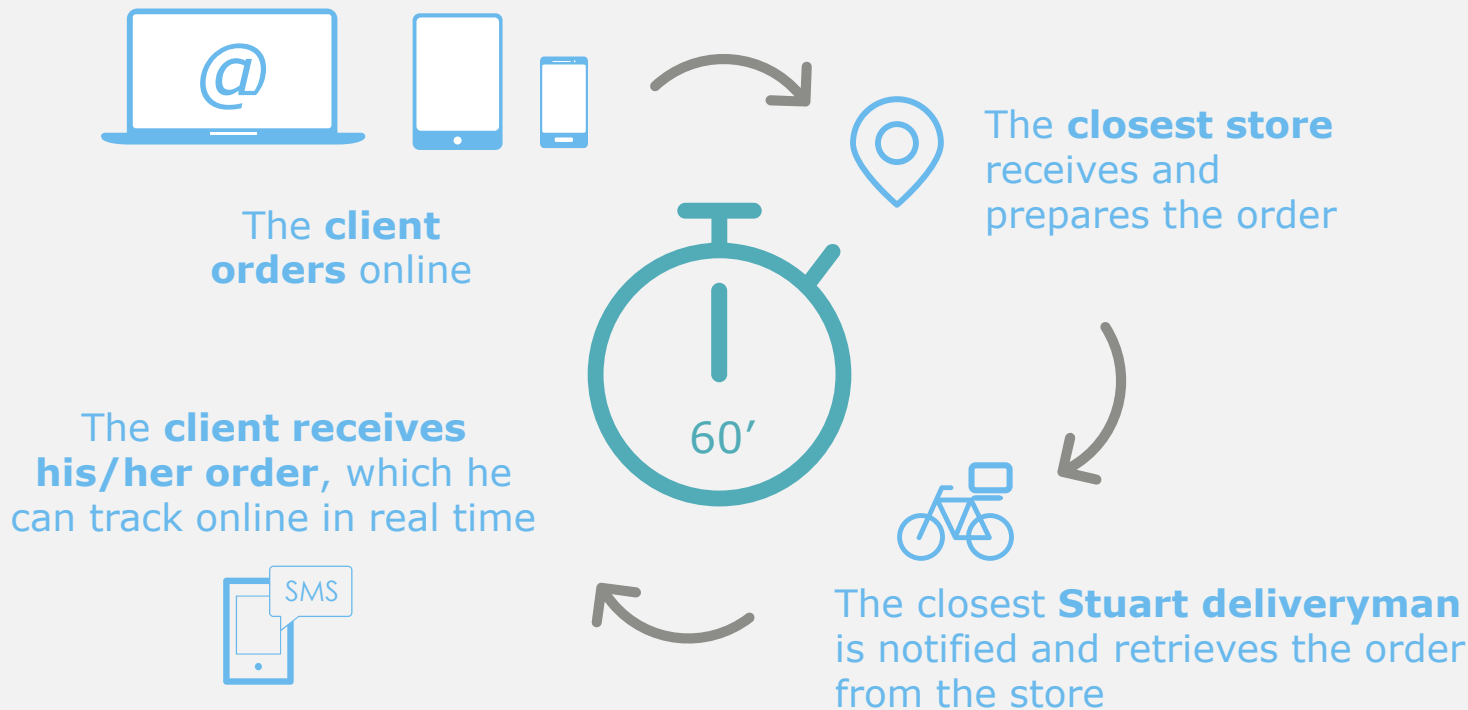 @
The client
orders online
The closest store
receives and
prepares the order
60′
The closest Stuart deliveryman
is notified and retrieves the order
from the store
The client receives
his/her order, which he
can track online in real time
SMS